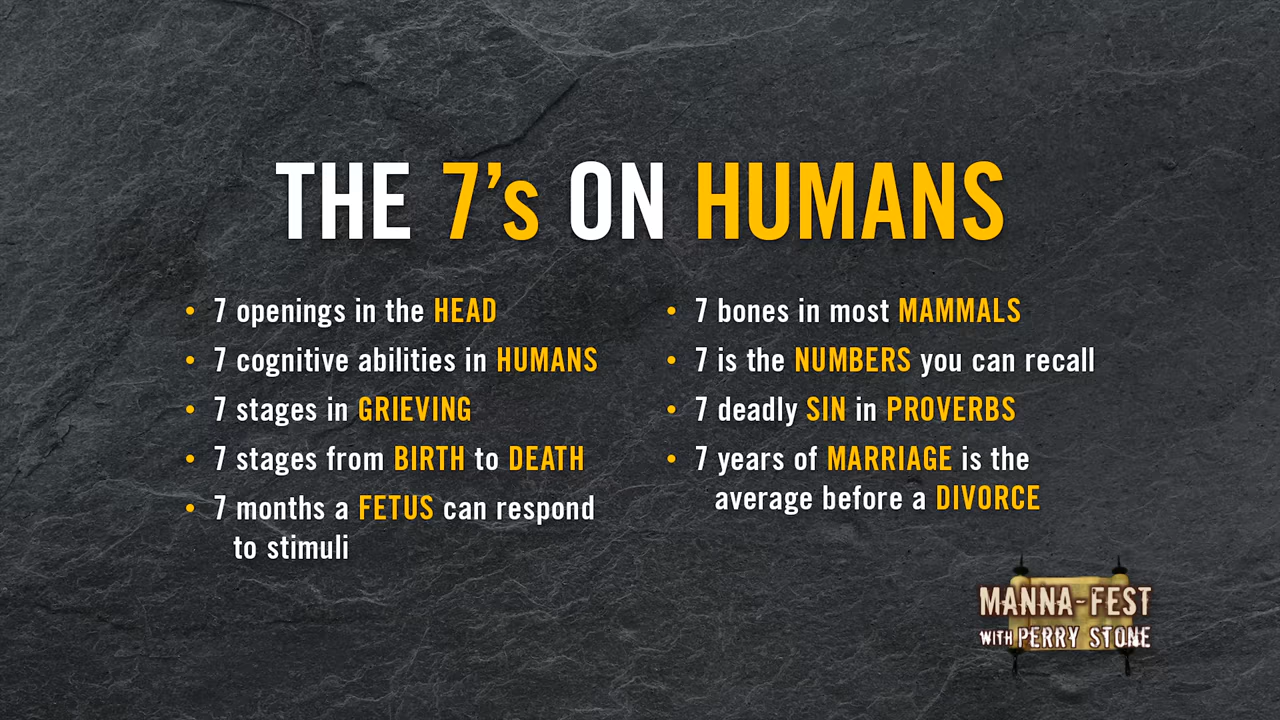 THE 7's ON HUMANS
• 7 openings in the HEAD
• 7 cognitive abilities in HUMANS
• 7 stages in GRIEVING
• 7 stages from BIRTH to DEATH
• 7 months a FETUS can respond
to stimuli
• 7 bones in most MAMMALS
• 7 is the NUMBERS you can recall
• 7 deadly SIN in PROVERBS
• 7 years of MARRIAGE is the
average before a DIVORCE
MANNA-FEST
WITH PERRY STONE